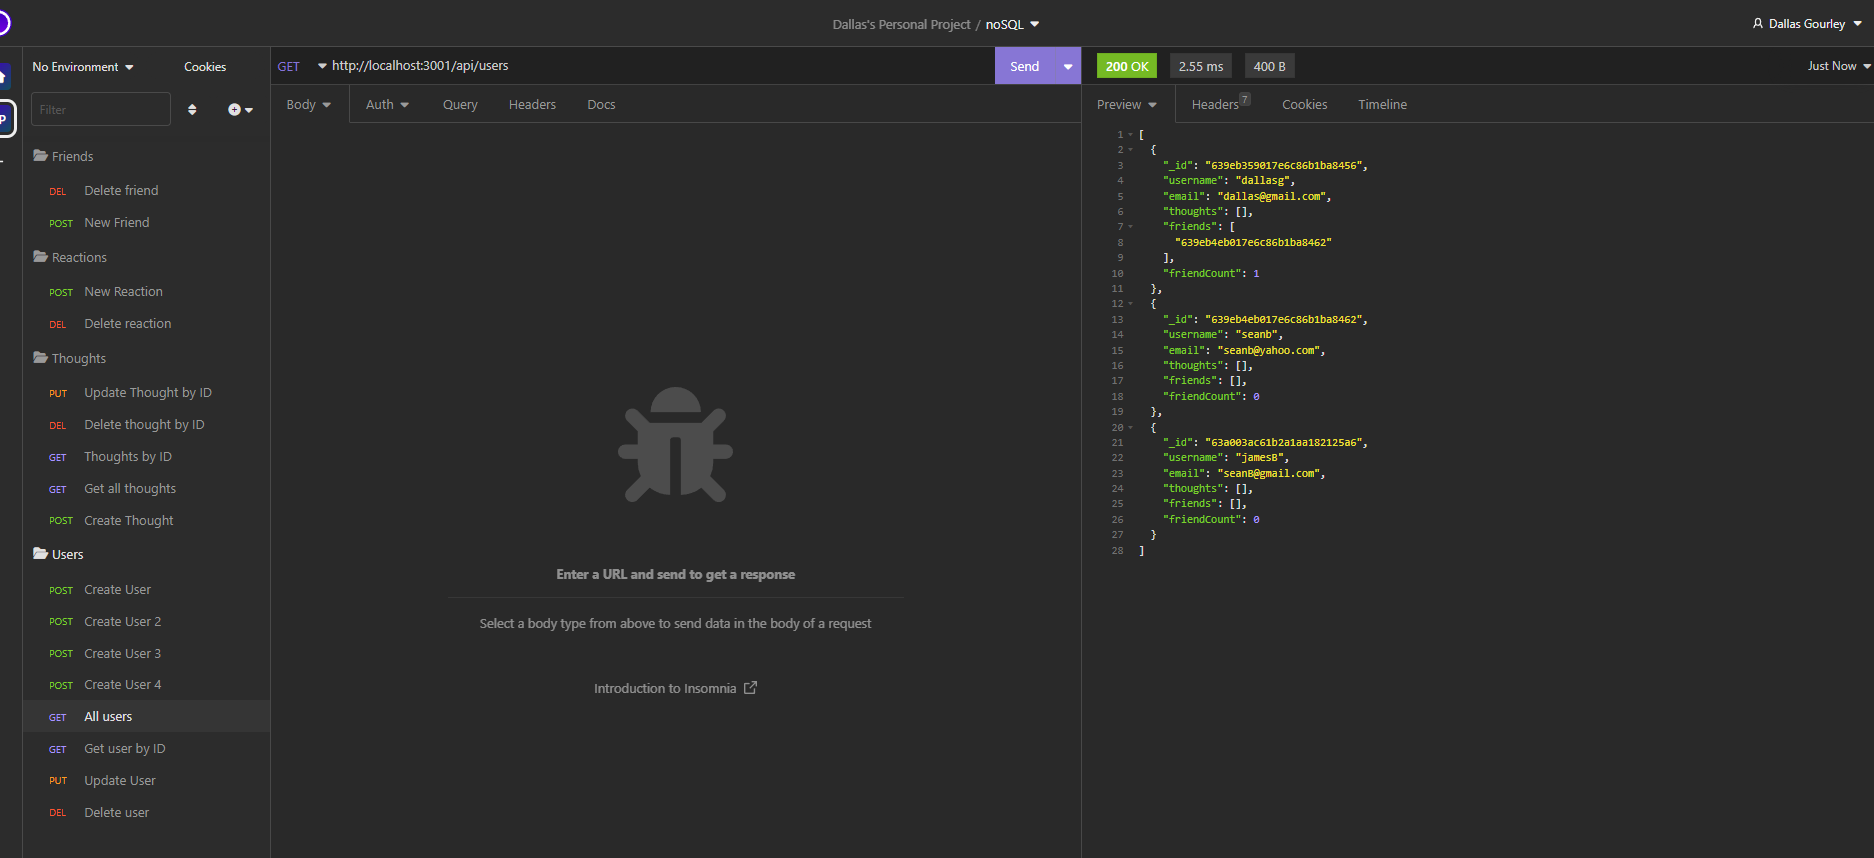 Dallas's Personal Project / noSQL
Dallas Gourley
No Environment
Cookies
Filter
Friends
DEL Delete friend
POST New Friend
Reactions
POST New Reaction
DEL Delete reaction
Thoughts
PUT Update Thought by ID
DEL Delete thought by ID
GET Thoughts by ID
GET Get all thoughts
POST Create Thought
Users
POST Create User
POST Create User 2
POST Create User 3
POST Create User 4
GET All users
GET Get user by ID
PUT Update User
DEL Delete user
GET http://localhost:3001/api/users
Send
Body Auth Query Headers Docs
Enter a URL and send to get a response
Select a body type from above to send data in the body of a request
Introduction to Insomnia
200 OK 2.55 ms 400 B
Just Now
Preview Headers 7 Cookies Timeline
1 [
2 {
3 "_id": "639eb359017e6c86b1ba8456",
4 "username": "dallasg",
5 "email": "dallas@gmail.com",
6 "thoughts": [],
7 "friends": [
8 "639eb4eb017e6c86b1ba8462"
9 ],
10 "friendCount": 1
11 },
12 {
13 "_id": "639eb4eb017e6c86b1ba8462",
14 "username": "seanb",
15 "email": "seanb@yahoo.com",
16 "thoughts": [],
17 "friends": [],
18 "friendCount": 0
19 },
20 {
21 "_id": "63a003ac61b2a1aa182125a6",
22 "username": "jamesB",
23 "email": "seanB@gmail.com",
24 "thoughts": [],
25 "friends": [],
26 "friendCount": 0
27 }
28 ]